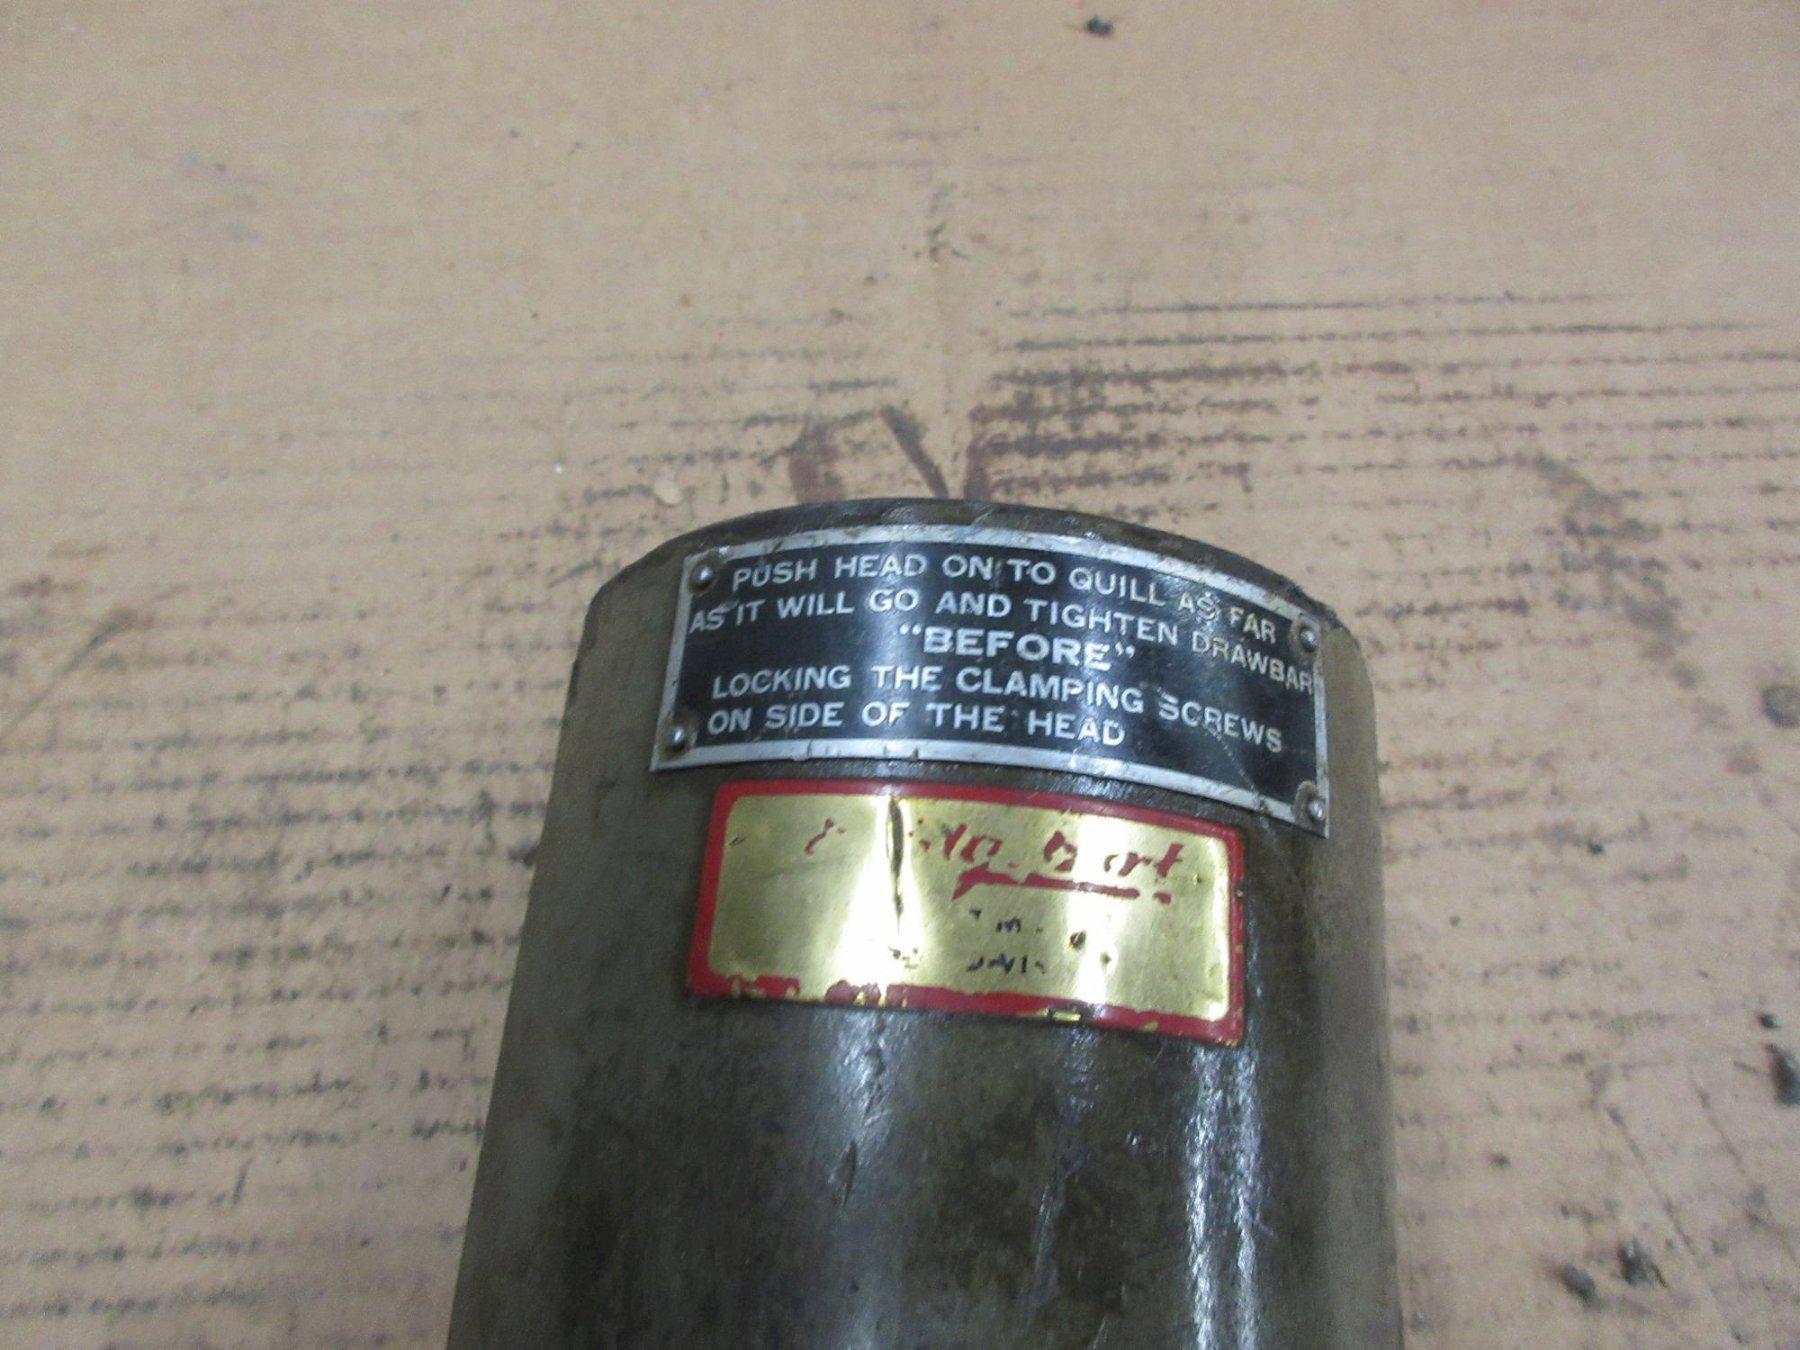 PUSH HEAD ON TO QUILL AS FAR
AS IT WILL GO AND TIGHTEN DRAWBAR
"BEFORE"
LOCKING THE CLAMPING SCREWS
ON SIDE OF THE HEAD